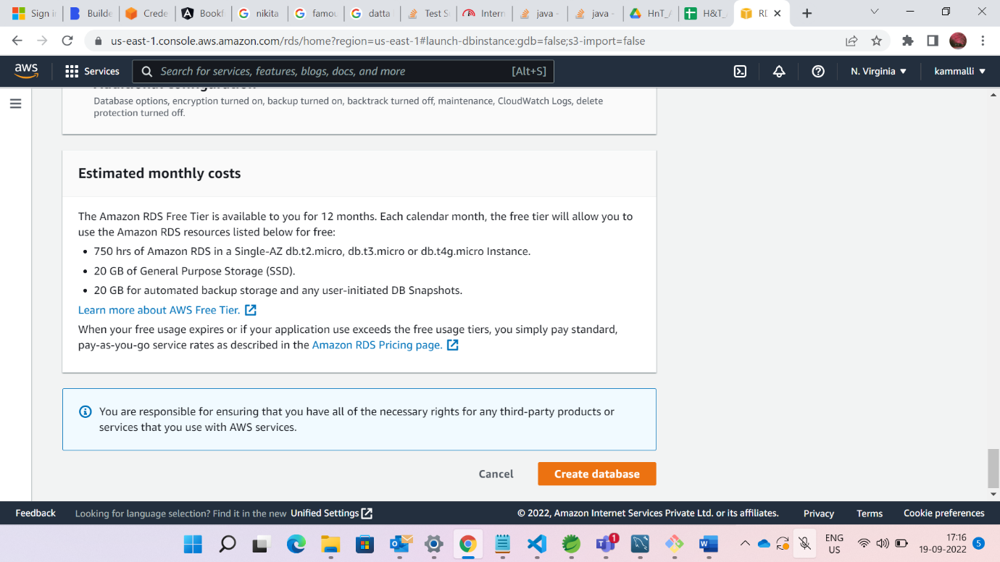 Sign i
Builde
Crede
Bookf
nikita
famou
datta
Test S
Intern
java -
java -
HnT_
H&T_
us-east-1.console.aws.amazon.com/rds/home?region=us-east-1#launch-dbinstance:gdb=false;s3-import=false
aws
Services
Search for services, features, blogs, docs, and more
[Alt+S]
N. Virginia
kammalli
Additional configuration
Database options, encryption turned on, backup turned on, backtrack turned off, maintenance, CloudWatch Logs, delete
protection turned off.
Estimated monthly costs
The Amazon RDS Free Tier is available to you for 12 months. Each calendar month, the free tier will allow you to
use the Amazon RDS resources listed below for free:
• 750 hrs of Amazon RDS in a Single-AZ db.t2.micro, db.t3.micro or db.t4g.micro Instance.
• 20 GB of General Purpose Storage (SSD).
• 20 GB for automated backup storage and any user-initiated DB Snapshots.
Learn more about AWS Free Tier.
When your free usage expires or if your application use exceeds the free usage tiers, you simply pay standard,
pay-as-you-go service rates as described in the Amazon RDS Pricing page.
You are responsible for ensuring that you have all of the necessary rights for any third-party products or
services that you use with AWS services.
Cancel
Create database
Feedback
Looking for language selection? Find it in the new Unified Settings
© 2022, Amazon Internet Services Private Ltd. or its affiliates.
Privacy
Terms
Cookie preferences
1
ENG
US
17:16
19-09-2022
5